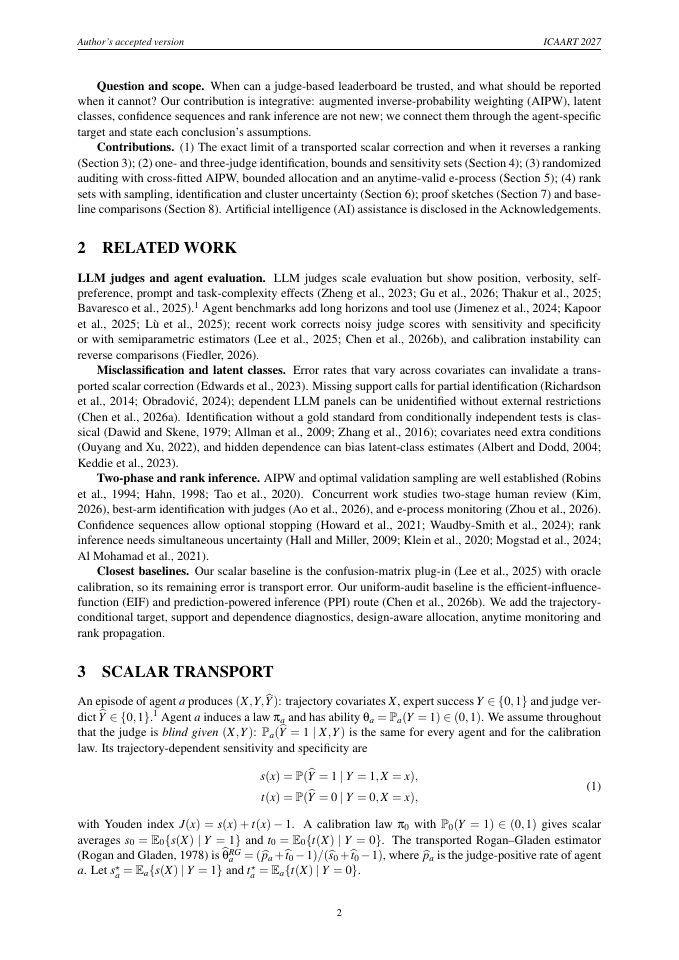 Author's accepted version
ICAART 2027
Question and scope. When can a judge-based leaderboard be trusted, and what should be reported
when it cannot? Our contribution is integrative: augmented inverse-probability weighting (AIPW), latent
classes, confidence sequences and rank inference are not new; we connect them through the agent-specific
target and state each conclusion's assumptions.
Contributions. (1) The exact limit of a transported scalar correction and when it reverses a ranking
(Section 3); (2) one- and three-judge identification, bounds and sensitivity sets (Section 4); (3) randomized
auditing with cross-fitted AIPW, bounded allocation and an anytime-valid e-process (Section 5); (4) rank
sets with sampling, identification and cluster uncertainty (Section 6); proof sketches (Section 7) and base-
line comparisons (Section 8). Artificial intelligence (AI) assistance is disclosed in the Acknowledgements.
2 RELATED WORK
LLM judges and agent evaluation. LLM judges scale evaluation but show position, verbosity, self-
preference, prompt and task-complexity effects (Zheng et al., 2023; Gu et al., 2026; Thakur et al., 2025;
Bavaresco et al., 2025).¹ Agent benchmarks add long horizons and tool use (Jimenez et al., 2024; Kapoor
et al., 2025; Lù et al., 2025); recent work corrects noisy judge scores with sensitivity and specificity
or with semiparametric estimators (Lee et al., 2025; Chen et al., 2026b), and calibration instability can
reverse comparisons (Fiedler, 2026).
Misclassification and latent classes. Error rates that vary across covariates can invalidate a trans-
ported scalar correction (Edwards et al., 2023). Missing support calls for partial identification (Richardson
et al., 2014; Obradović, 2024); dependent LLM panels can be unidentified without external restrictions
(Chen et al., 2026a). Identification without a gold standard from conditionally independent tests is clas-
sical (Dawid and Skene, 1979; Allman et al., 2009; Zhang et al., 2016); covariates need extra conditions
(Ouyang and Xu, 2022), and hidden dependence can bias latent-class estimates (Albert and Dodd, 2004;
Keddie et al., 2023).
Two-phase and rank inference. AIPW and optimal validation sampling are well established (Robins
et al., 1994; Hahn, 1998; Tao et al., 2020). Concurrent work studies two-stage human review (Kim,
2026), best-arm identification with judges (Ao et al., 2026), and e-process monitoring (Zhou et al., 2026).
Confidence sequences allow optional stopping (Howard et al., 2021; Waudby-Smith et al., 2024); rank
inference needs simultaneous uncertainty (Hall and Miller, 2009; Klein et al., 2020; Mogstad et al., 2024;
Al Mohamad et al., 2021).
Closest baselines. Our scalar baseline is the confusion-matrix plug-in (Lee et al., 2025) with oracle
calibration, so its remaining error is transport error. Our uniform-audit baseline is the efficient-influence-
function (EIF) and prediction-powered inference (PPI) route (Chen et al., 2026b). We add the trajectory-
conditional target, support and dependence diagnostics, design-aware allocation, anytime monitoring and
rank propagation.
3 SCALAR TRANSPORT
An episode of agent a produces (X,Y,Ŷ): trajectory covariates X, expert success Y ∈ {0,1} and judge ver-
dict Ŷ ∈ {0,1}.¹ Agent a induces a law πₐ and has ability θₐ = ℙₐ(Y = 1) ∈ (0,1). We assume throughout
that the judge is blind given (X,Y): ℙₐ(Ŷ = 1 | X,Y) is the same for every agent and for the calibration
law. Its trajectory-dependent sensitivity and specificity are
s(x) = ℙ(Ŷ = 1 | Y = 1,X = x),
t(x) = ℙ(Ŷ = 0 | Y = 0,X = x),
(1)
with Youden index J(x) = s(x) + t(x) − 1. A calibration law π₀ with ℙ₀(Y = 1) ∈ (0,1) gives scalar
averages s₀ = 𝔼₀{s(X) | Y = 1} and t₀ = 𝔼₀{t(X) | Y = 0}. The transported Rogan–Gladen estimator
(Rogan and Gladen, 1978) is θ̂ₐᴿᴳ = (p̂ₐ + t̂₀ − 1)/(ŝ₀ + t̂₀ − 1), where p̂ₐ is the judge-positive rate of agent
a. Let sₐ⋆ = 𝔼ₐ{s(X) | Y = 1} and tₐ⋆ = 𝔼ₐ{t(X) | Y = 0}.
2